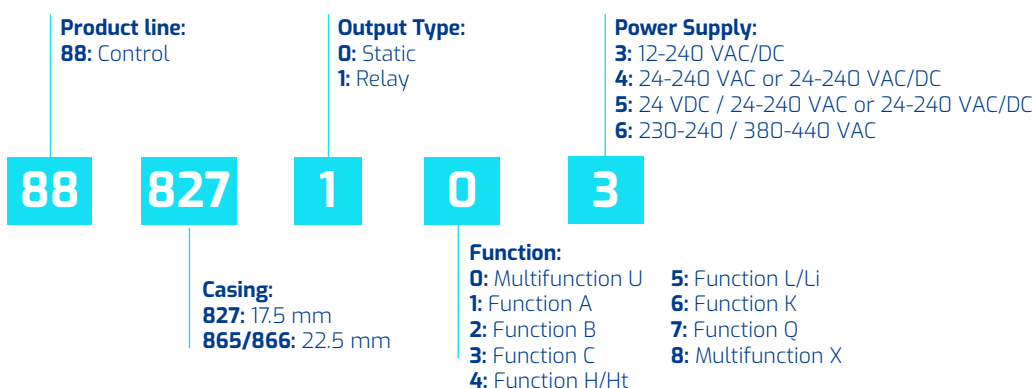 Product line:
88: Control
Output Type:
0: Static
1: Relay
Power Supply:
3: 12-240 VAC/DC
4: 24-240 VAC or 24-240 VAC/DC
5: 24 VDC / 24-240 VAC or 24-240 VAC/DC
6: 230-240 / 380-440 VAC
88 827 1 0 3
Casing:
827: 17.5 mm
865/866: 22.5 mm
Function:
0: Multifunction U
1: Function A
2: Function B
3: Function C
4: Function H/Ht
5: Function L/Li
6: Function K
7: Function Q
8: Multifunction X